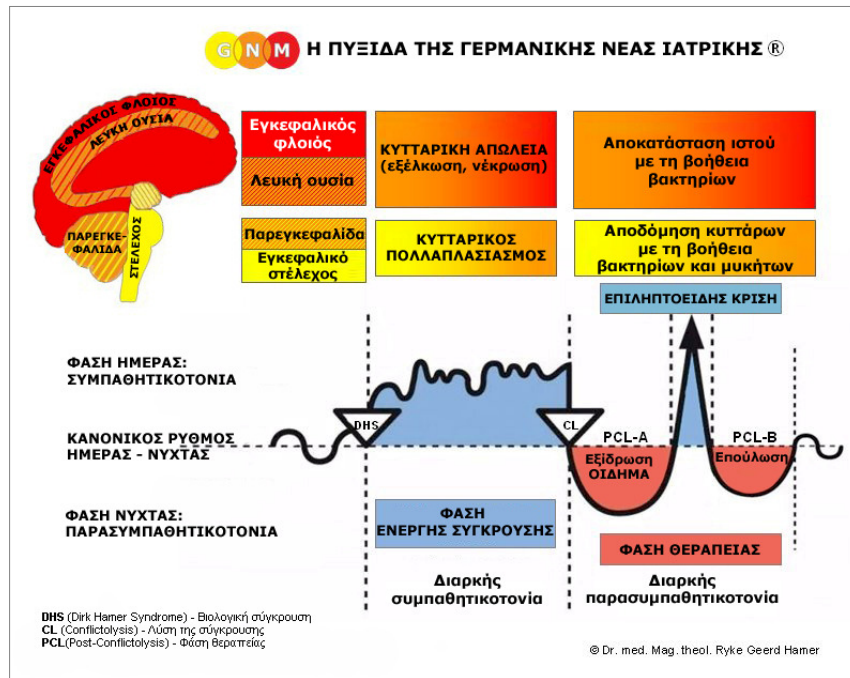 GNM Η ΠΥΞΙΔΑ ΤΗΣ ΓΕΡΜΑΝΙΚΗΣ ΝΕΑΣ ΙΑΤΡΙΚΗΣ ®
ΕΓΚΕΦΑΛΙΚΟΣ ΦΛΟΙΟΣ
ΛΕΥΚΗ ΟΥΣΙΑ
ΠΑΡΕΓΚΕ-
ΦΑΛΙΔΑ
ΣΤΕΛΕΧΟΣ
Εγκεφαλικός
φλοιός
Λευκή ουσία
ΚΥΤΤΑΡΙΚΗ ΑΠΩΛΕΙΑ
(εξέλκωση, νέκρωση)
Αποκατάσταση ιστού
με τη βοήθεια
βακτηρίων
Παρεγκεφαλίδα
Εγκεφαλικό
στέλεχος
ΚΥΤΤΑΡΙΚΟΣ
ΠΟΛΛΑΠΛΑΣΙΑΣΜΟΣ
Αποδόμηση κυττάρων
με τη βοήθεια
βακτηρίων και μυκήτων
ΕΠΙΛΗΠΤΟΕΙΔΗΣ ΚΡΙΣΗ
ΦΑΣΗ ΗΜΕΡΑΣ:
ΣΥΜΠΑΘΗΤΙΚΟΤΟΝΙΑ
DHS
CL
ΚΑΝΟΝΙΚΟΣ ΡΥΘΜΟΣ
ΗΜΕΡΑΣ - ΝΥΧΤΑΣ
PCL-A
Εξίδρωση
ΟΙΔΗΜΑ
PCL-B
Επούλωση
ΦΑΣΗ ΝΥΧΤΑΣ:
ΠΑΡΑΣΥΜΠΑΘΗΤΙΚΟΤΟΝΙΑ
ΦΑΣΗ
ΕΝΕΡΓΗΣ ΣΥΓΚΡΟΥΣΗΣ
ΦΑΣΗ ΘΕΡΑΠΕΙΑΣ
Διαρκής
συμπαθητικοτονία
Διαρκής
παρασυμπαθητικοτονία
DHS (Dirk Hamer Syndrome) - Βιολογική σύγκρουση
CL (Conflictolysis) - Λύση της σύγκρουσης
PCL(Post-Conflictolysis) - Φάση θεραπείας
© Dr. med. Mag. theol. Ryke Geerd Hamer